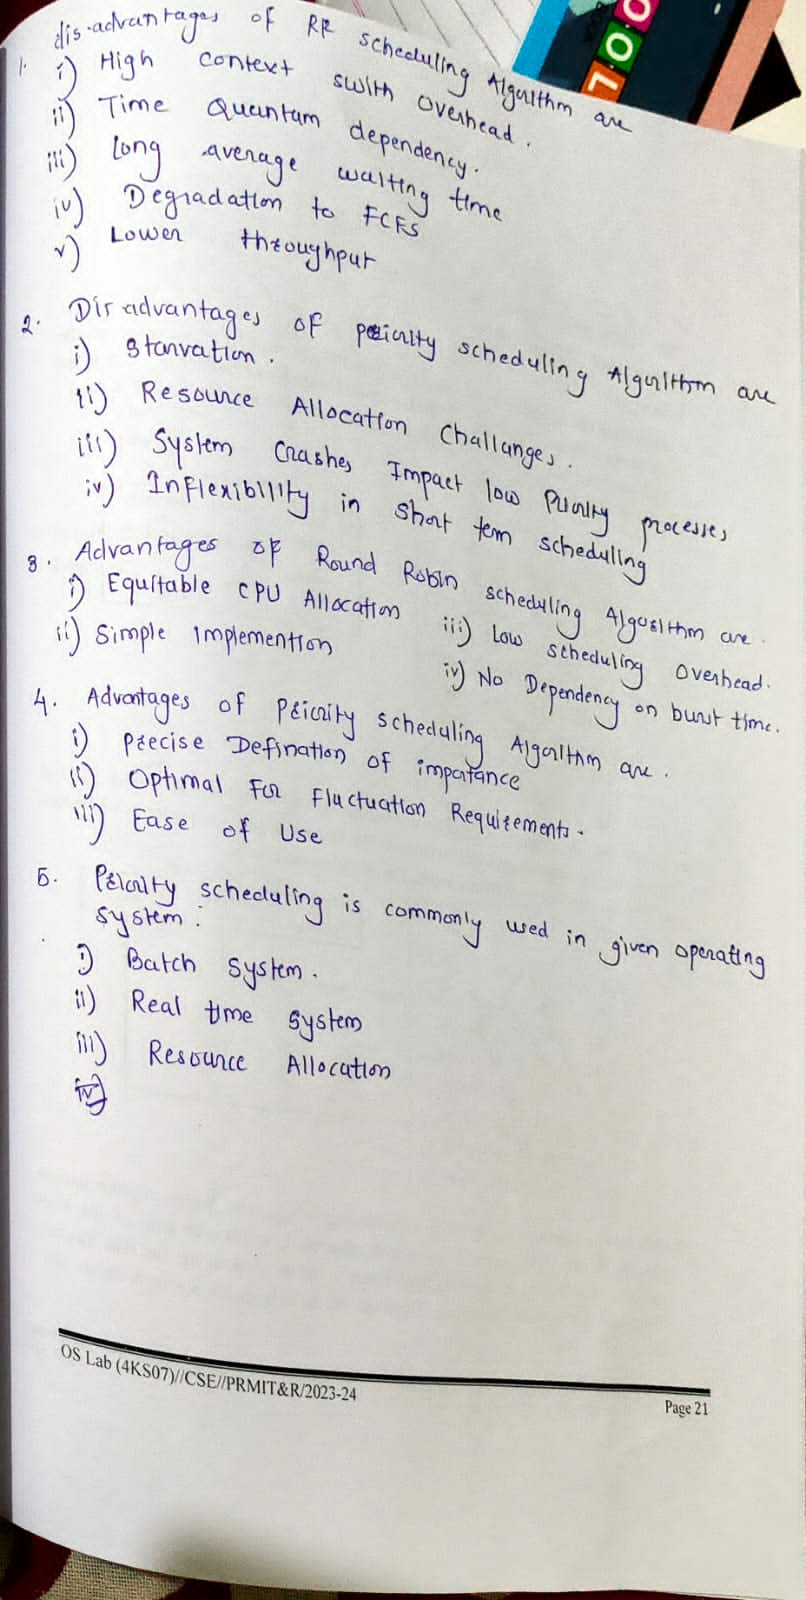 700
1. dis-advantages of RR scheduling Algorithm are
i) High context swith overhead.
ii) Time Quantum dependency.
iii) Long average waiting time
iv) Degradation to FCFS
v) Lower throughput
2. Disadvantages of priority scheduling Algorithm are
i) Starvation.
ii) Resource Allocation Challanges.
iii) System Crashes Impact low Priority processes
iv) Inflexibility in short tem scheduling
3. Advantages of Round Robin scheduling Algorithm are.
i) Equitable CPU Allocation
ii) Simple Implemention
iii) Low scheduling overhead.
iv) No Dependency on burst time.
4. Advantages of Priority scheduling Algorithm are.
i) Precise Defination of impatance
ii) Optimal For Fluctuation Requirements.
iii) Ease of Use
5. Priority scheduling is commonly used in given operating
system:
i) Batch System.
ii) Real time System
iii) Resource Allocation
OS Lab (4KS07)//CSE//PRMIT&R/2023-24
Page 21